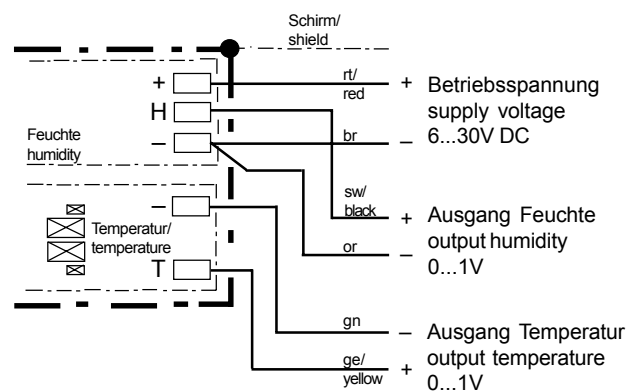 Schirm/
shield
+
rt/
red
+
Betriebsspannung
supply voltage
6...30V DC
H
Feuchte
humidity
–
br
–
sw/
black
+
Ausgang Feuchte
output humidity
0...1V
or
–
–
Temperatur/
temperature
T
gn
–
Ausgang Temperatur
output temperature
0...1V
ge/
yellow
+